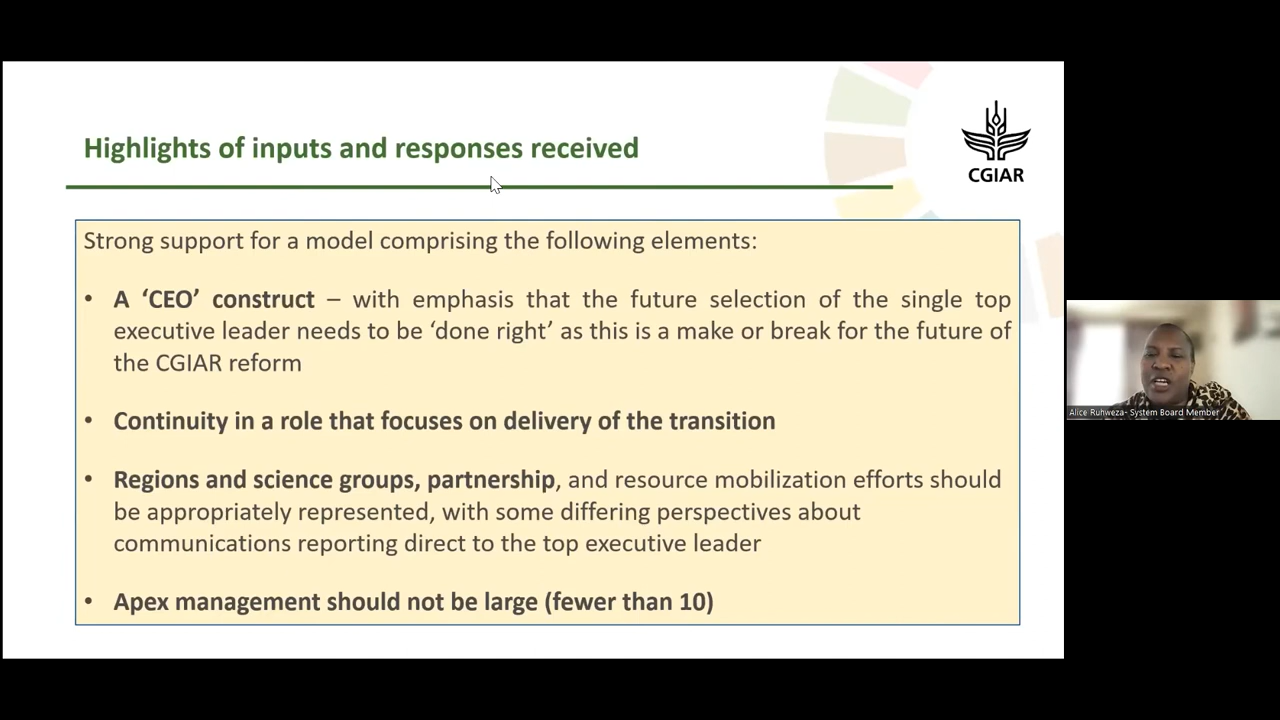 Highlights of inputs and responses received
CGIAR
Strong support for a model comprising the following elements:
• A ‘CEO’ construct – with emphasis that the future selection of the single top
executive leader needs to be ‘done right’ as this is a make or break for the future of
the CGIAR reform
• Continuity in a role that focuses on delivery of the transition
• Regions and science groups, partnership, and resource mobilization efforts should
be appropriately represented, with some differing perspectives about
communications reporting direct to the top executive leader
• Apex management should not be large (fewer than 10)
Alice Ruhweza- System Board Member